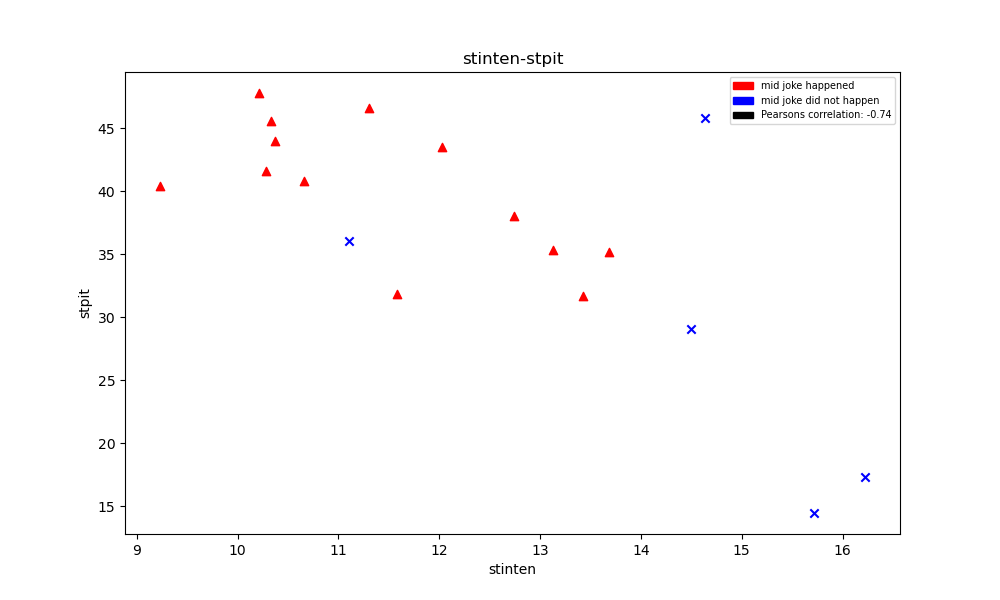 stinten-stpit
mid joke happened
mid joke did not happen
Pearsons correlation: -0.74
stpit
45
40
35
30
25
20
15
9 10 11 12 13 14 15 16
stinten